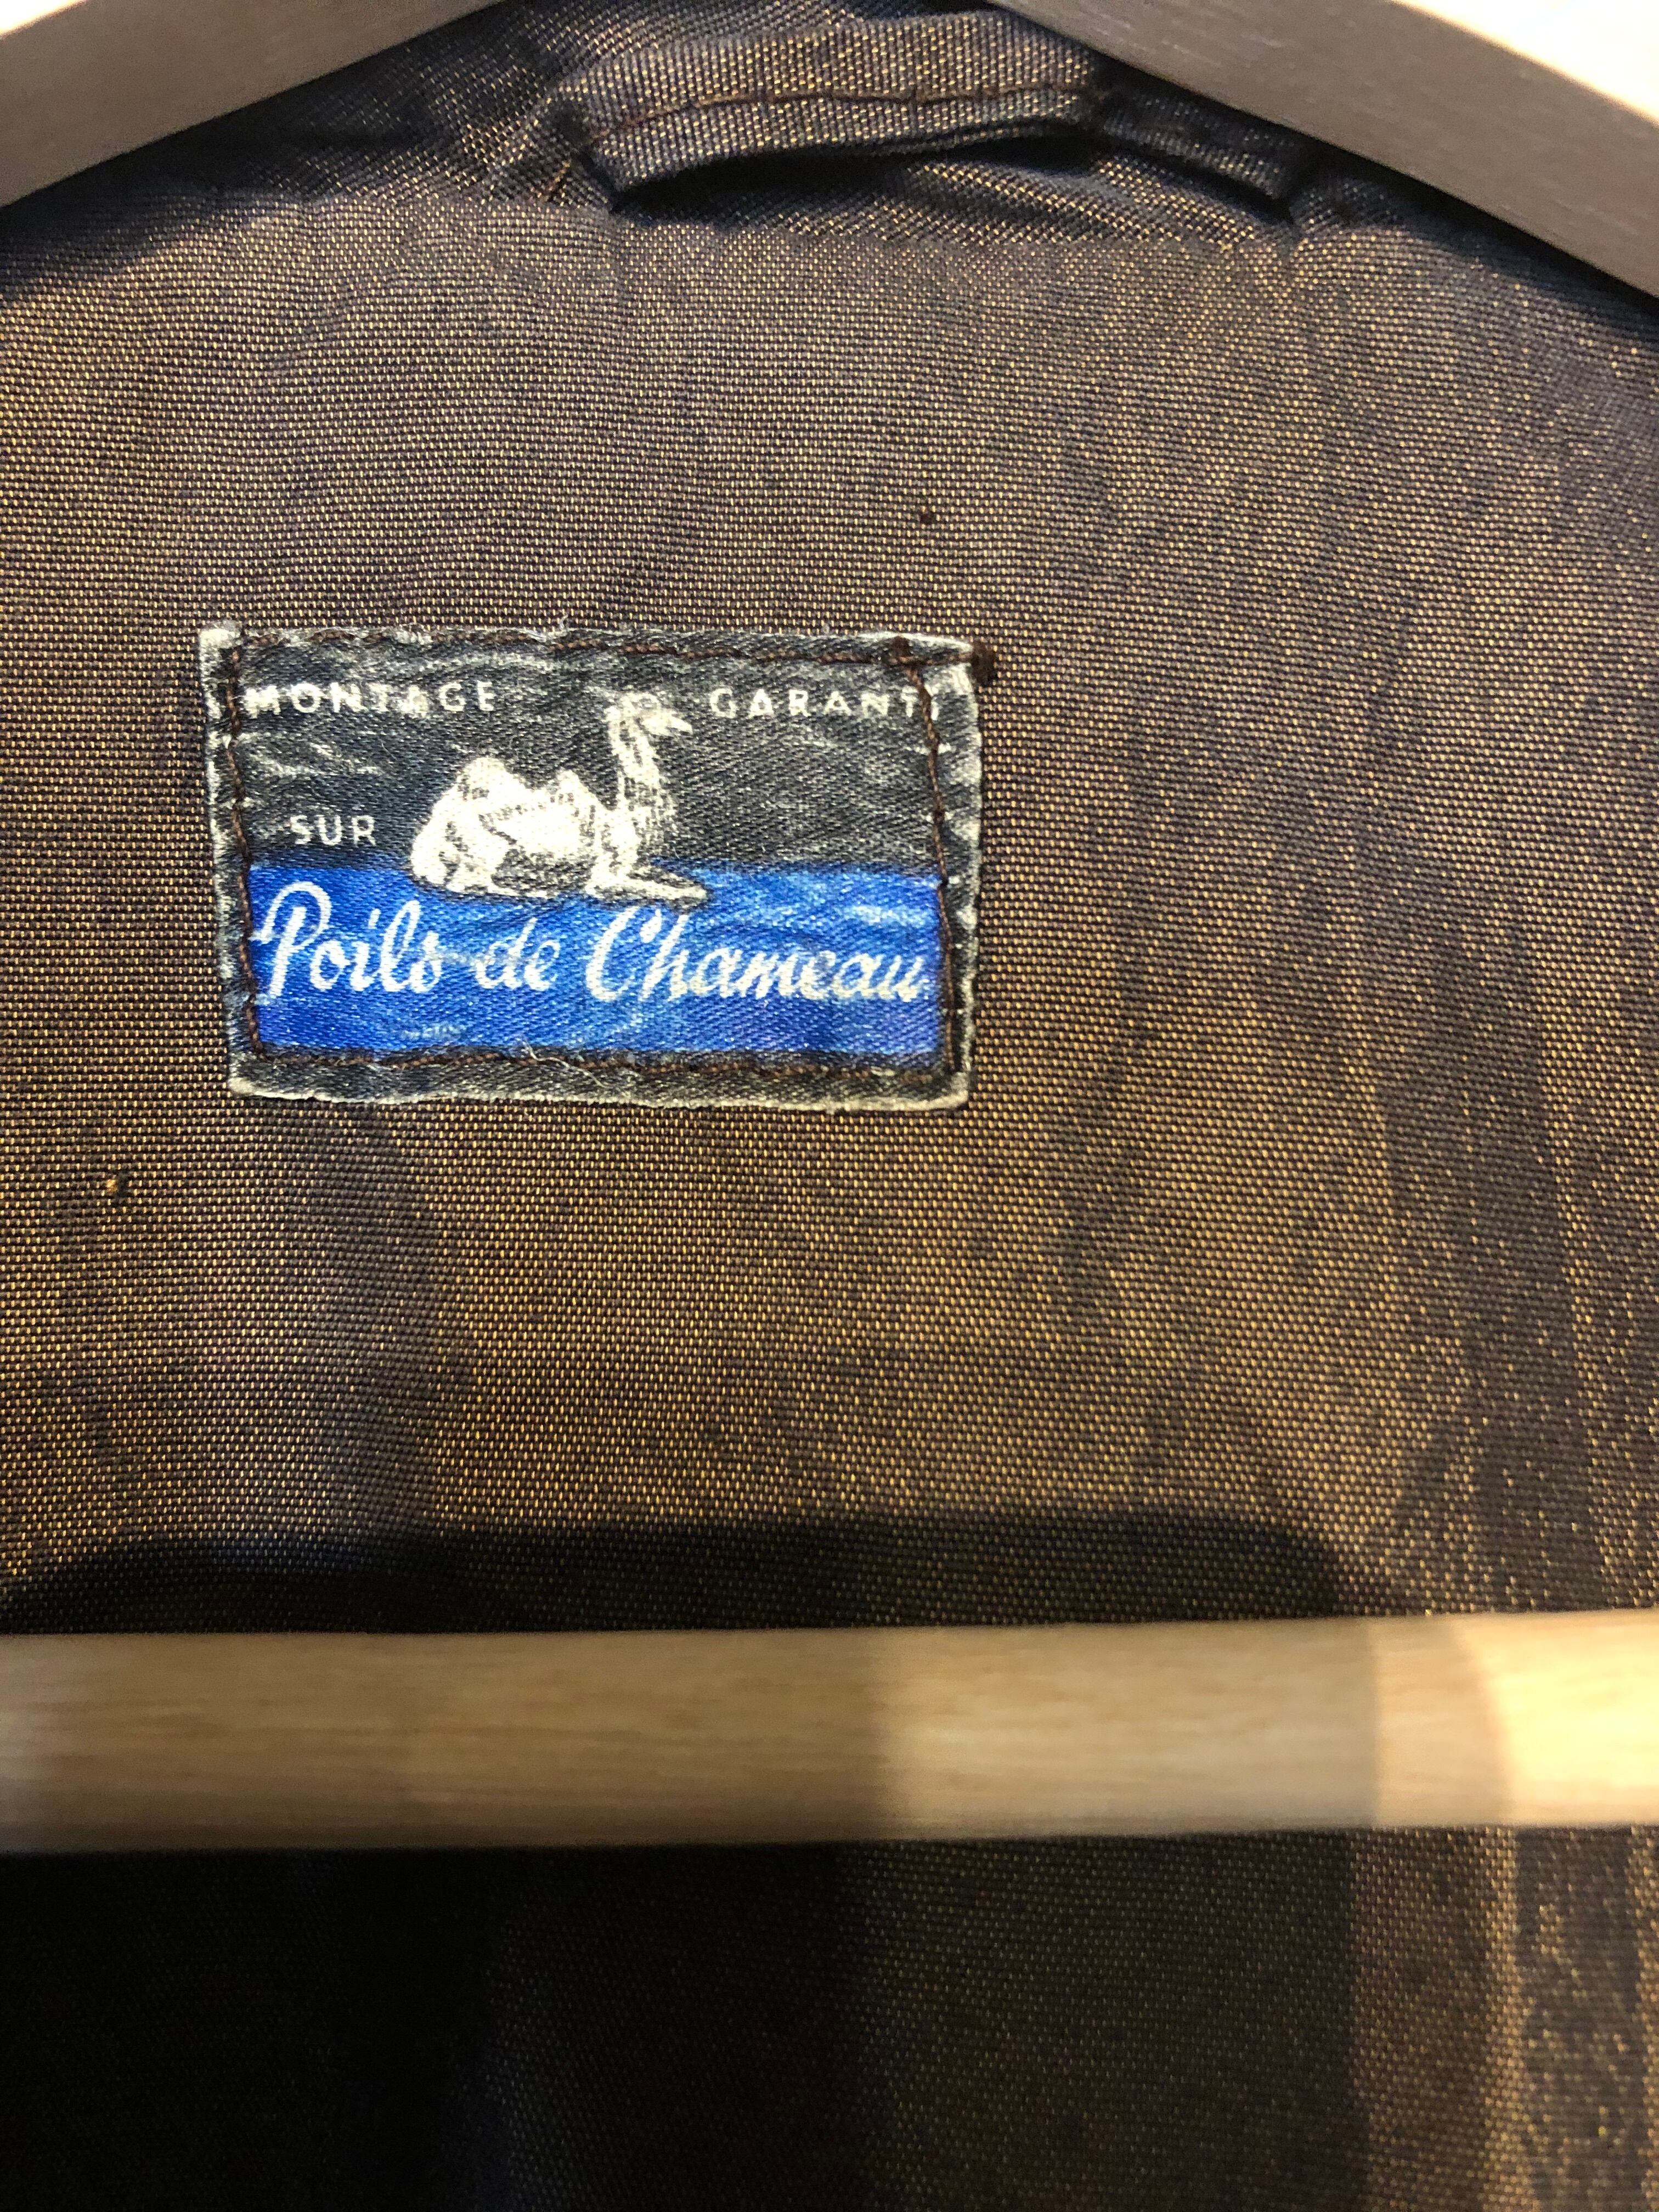 MONTAGE GARANTI
SUR
Poils de Chameau